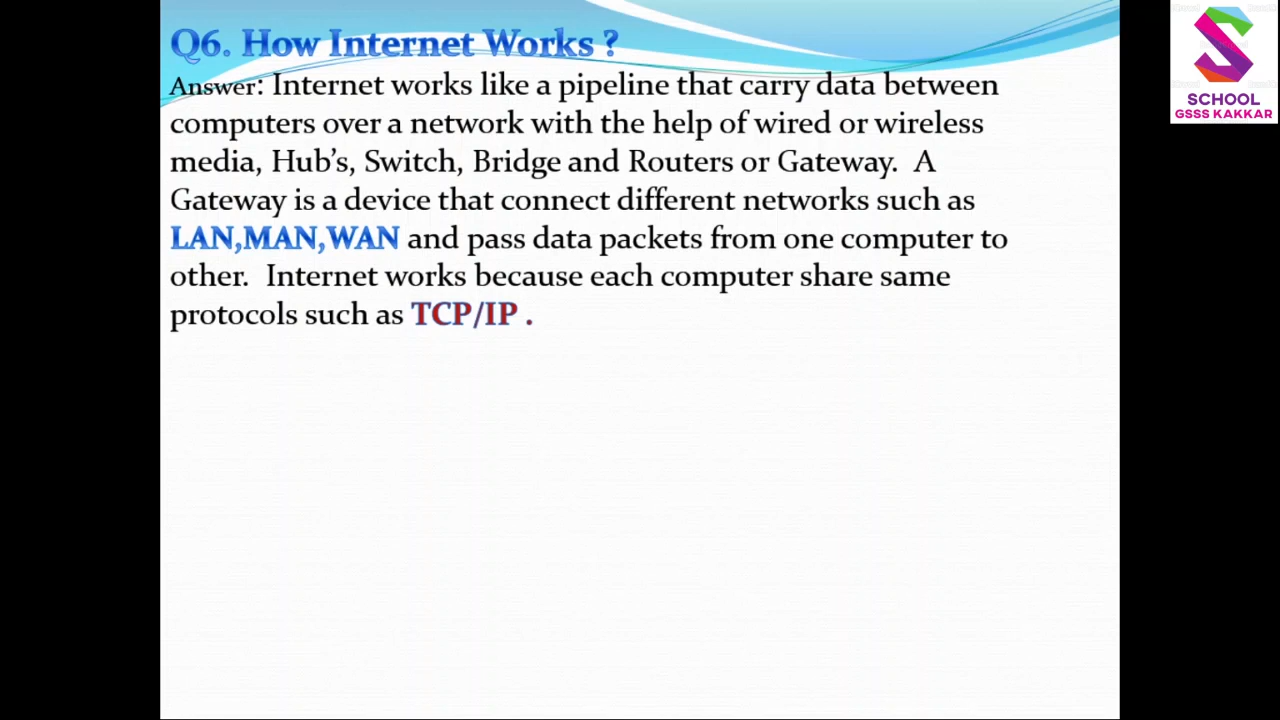 Q6. How Internet Works ?
Answer: Internet works like a pipeline that carry data between
computers over a network with the help of wired or wireless
media, Hub's, Switch, Bridge and Routers or Gateway.  A
Gateway is a device that connect different networks such as
LAN,MAN,WAN and pass data packets from one computer to
other.  Internet works because each computer share same
protocols such as TCP/IP .
SCHOOL
GSSS KAKKAR